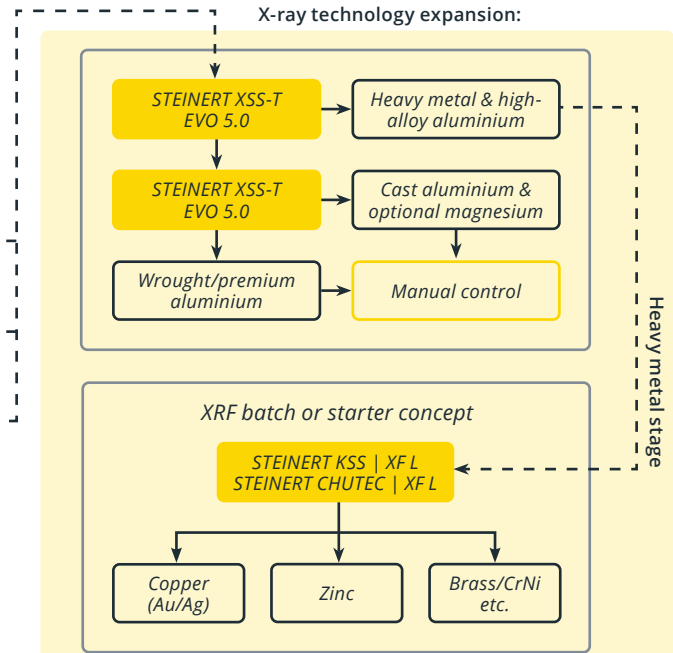 X-ray technology expansion:
STEINERT XSS-T
EVO 5.0
Heavy metal & high-
alloy aluminium
STEINERT XSS-T
EVO 5.0
Cast aluminium &
optional magnesium
Wrought/premium
aluminium
Manual control
Heavy metal stage
XRF batch or starter concept
STEINERT KSS | XF L
STEINERT CHUTEC | XF L
Copper
(Au/Ag)
Zinc
Brass/CrNi
etc.